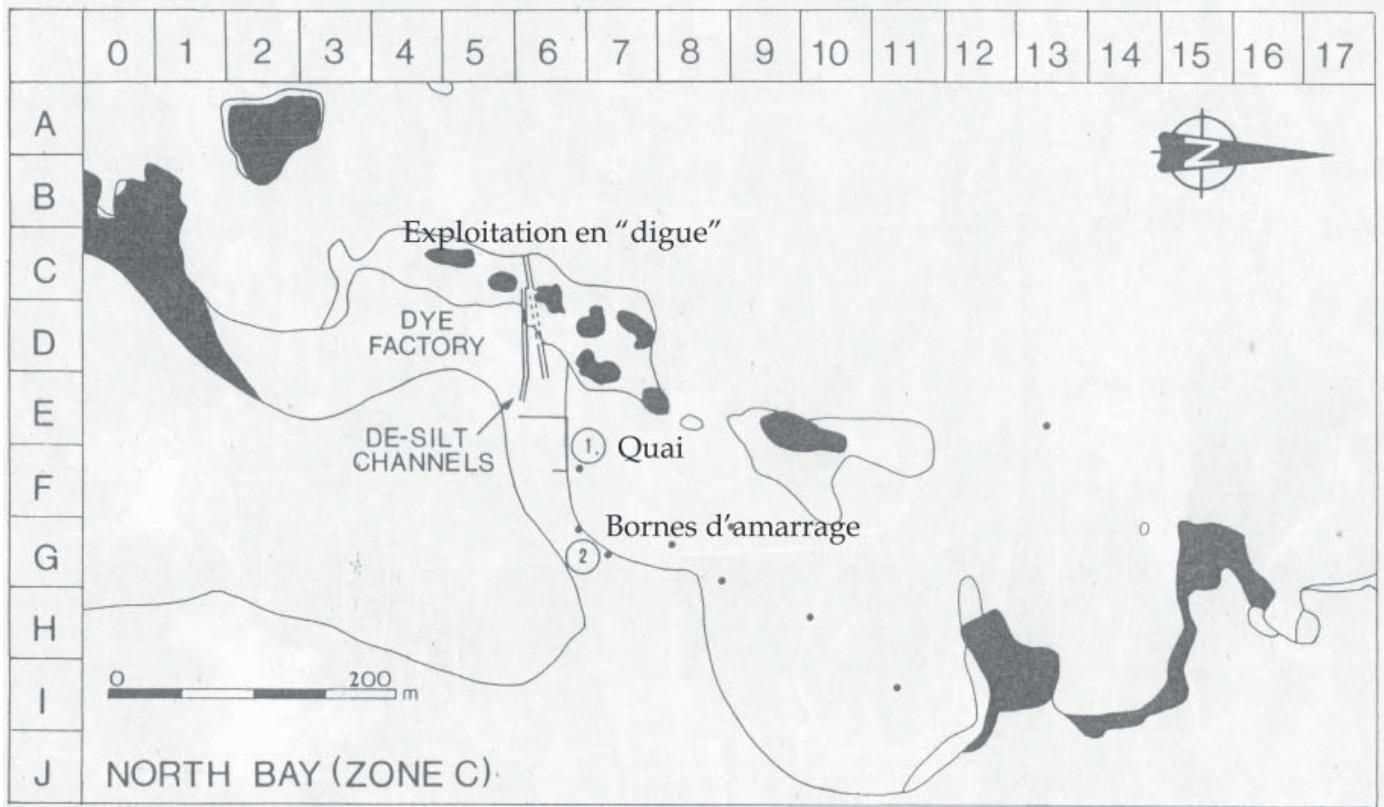 0 1 2 3 4 5 6 7 8 9 10 11 12 13 14 15 16 17
A
N
B
Exploitation en “digue”
C
D
DYE
FACTORY
E
DE-SILT
CHANNELS
1. Quai
F
Bornes d’amarrage
G
2
H
0 200 m
I
J
NORTH BAY (ZONE C)